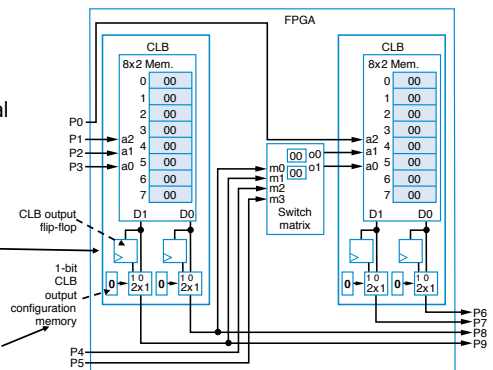 FPGA
CLB
8x2 Mem.
0 00
1 00
2 00
3 00
4 00
5 00
6 00
7 00
a2
a1
a0
D1 D0
1 0
2x1
1 0
2x1
0
0
CLB
8x2 Mem.
0 00
1 00
2 00
3 00
4 00
5 00
6 00
7 00
a2
a1
a0
D1 D0
1 0
2x1
1 0
2x1
0
0
00 o0
00 o1
m0
m1
m2
m3
Switch
matrix
al
P0
P1
P2
P3
CLB output
flip-flop
1-bit
CLB
output
configuration
memory
P4
P5
P6
P7
P8
P9